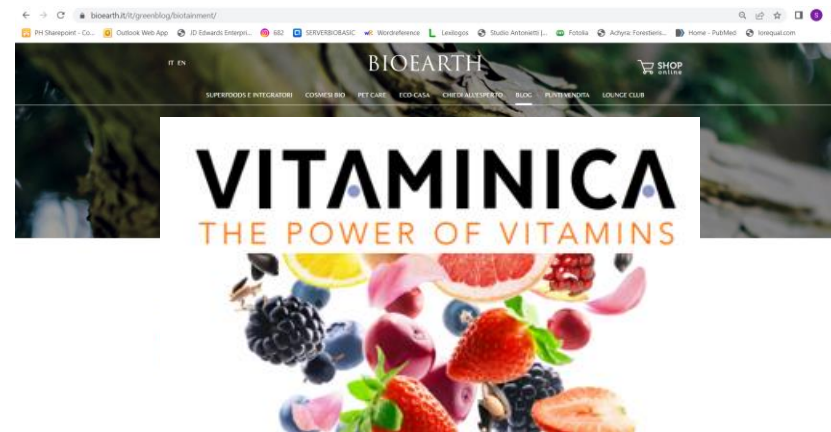 bioearth.it/it/greenblog/biotainment/
PH Sharepoint - Co... Outlook Web App JD Edwards Enterpri... 602 SERVERBIOBASIC Wordreference Lexilogos Studio Antonietti |... Fotolia Achyra: Forestieris... Home - PubMed lorequal.com
IT EN
BIOEARTH
SHOP
online
SUPERFOODS E INTEGRATORI COSMESI BIO PET CARE ECO-CASA CHIEDI ALL'ESPERTO BLOG PUNTI VENDITA LOUNGE CLUB
VITAMINICA
THE POWER OF VITAMINS